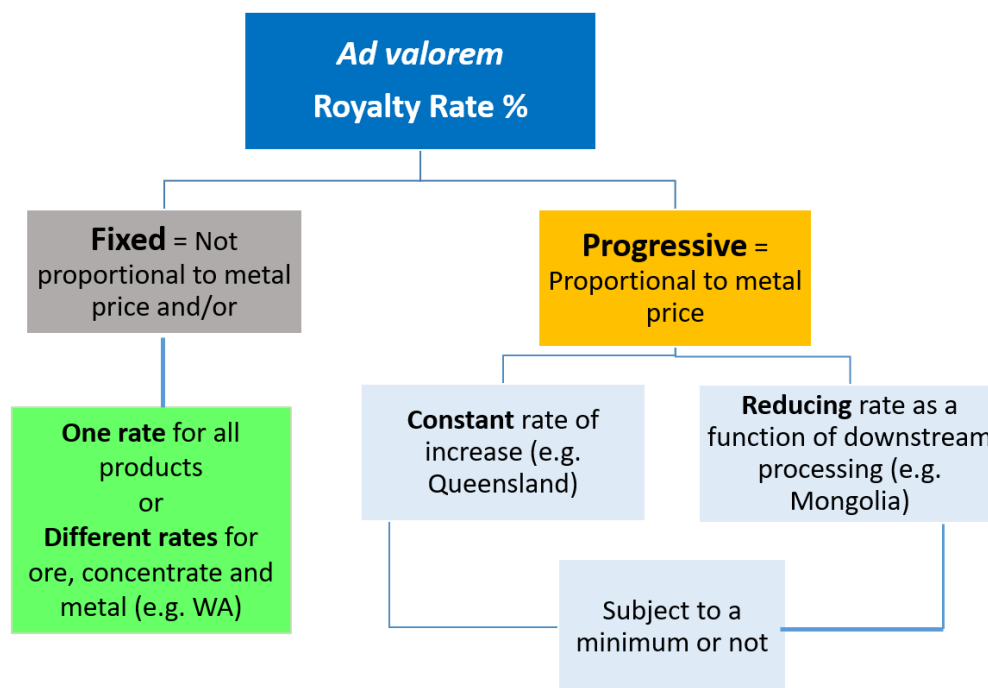 Ad valorem
Royalty Rate %
Fixed = Not
proportional to metal
price and/or
Progressive =
Proportional to metal
price
One rate for all
products
or
Different rates for
ore, concentrate and
metal (e.g. WA)
Constant rate of
increase (e.g.
Queensland)
Reducing rate as a
function of downstream
processing (e.g.
Mongolia)
Subject to a
minimum or not